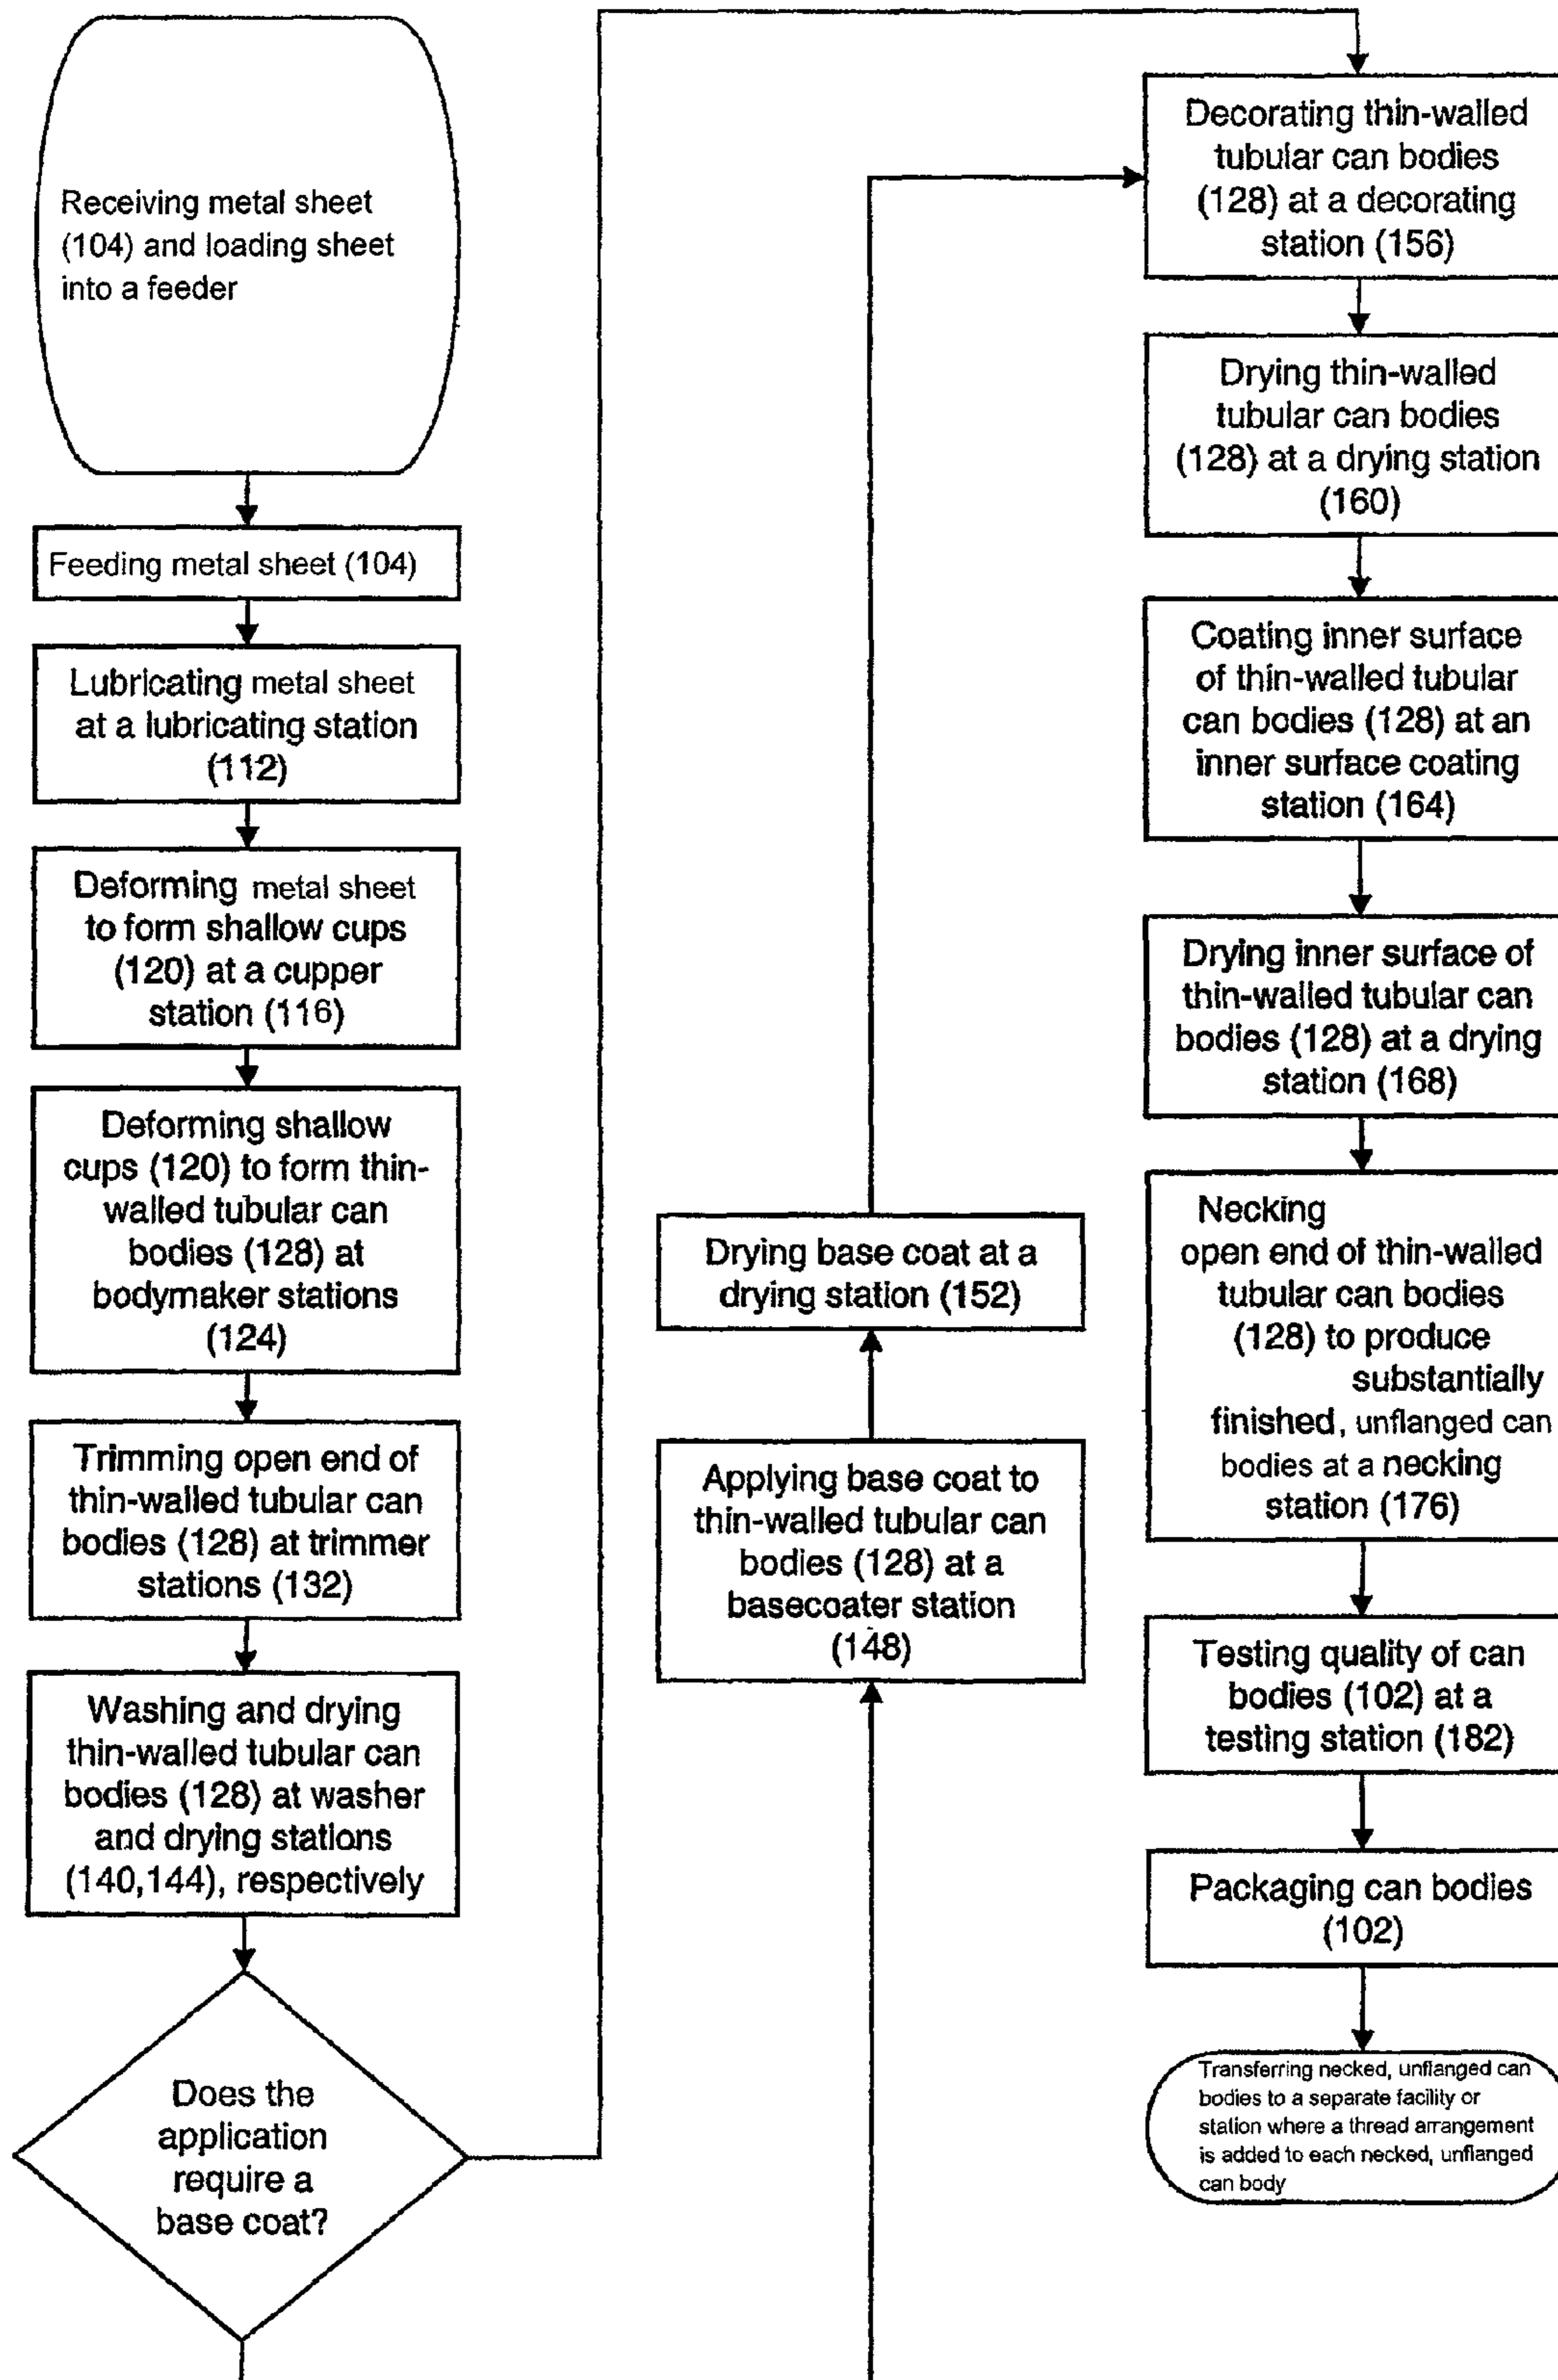 Receiving metal sheet
(104) and loading sheet
into a feeder
Feeding metal sheet (104)
Lubricating metal sheet
at a lubricating station
(112)
Deforming metal sheet
to form shallow cups
(120) at a cupper
station (116)
Deforming shallow
cups (120) to form thin-
walled tubular can
bodies (128) at
bodymaker stations
(124)
Trimming open end of
thin-walled tubular can
bodies (128) at trimmer
stations (132)
Washing and drying
thin-walled tubular can
bodies (128) at washer
and drying stations
(140,144), respectively
Does the
application
require a
base coat?
Applying base coat to
thin-walled tubular can
bodies (128) at a
basecoater station
(148)
Drying base coat at a
drying station (152)
Decorating thin-walled
tubular can bodies
(128) at a decorating
station (156)
Drying thin-walled
tubular can bodies
(128) at a drying station
(160)
Coating inner surface
of thin-walled tubular
can bodies (128) at an
inner surface coating
station (164)
Drying inner surface of
thin-walled tubular can
bodies (128) at a drying
station (168)
Necking
open end of thin-walled
tubular can bodies
(128) to produce
substantially
finished, unflanged can
bodies at a necking
station (176)
Testing quality of can
bodies (102) at a
testing station (182)
Packaging can bodies
(102)
Transferring necked, unflanged can
bodies to a separate facility or
station where a thread arrangement
is added to each necked, unflanged
can body